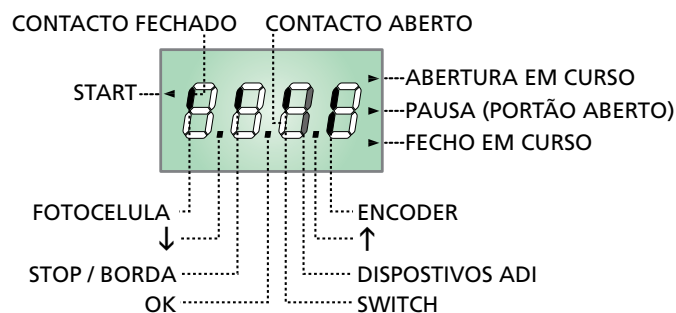 CONTACTO FECHADO CONTACTO ABERTO
START
ABERTURA EM CURSO
PAUSA (PORTÃO ABERTO)
FECHO EM CURSO
FOTOCELULA ENCODER
↓ ↑
STOP / BORDA DISPOSTIVOS ADI
OK SWITCH